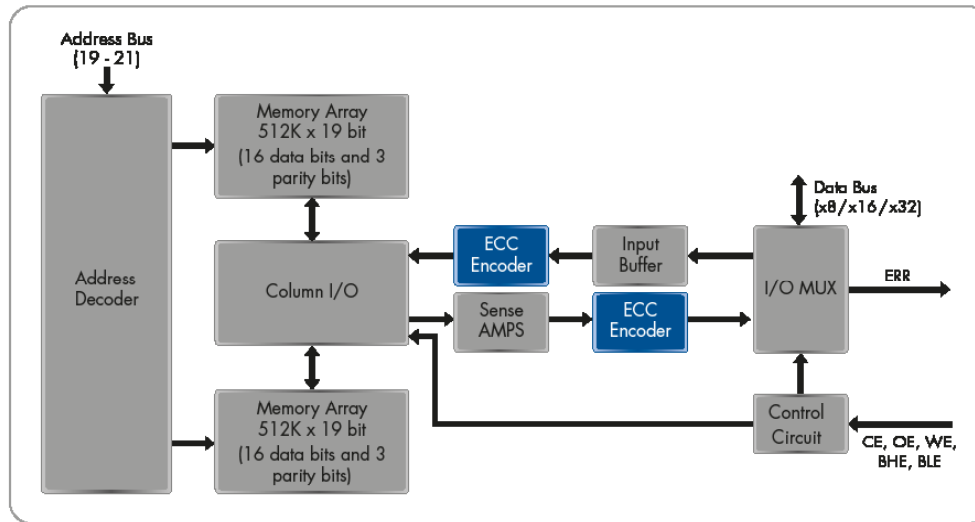 Address Bus
(19 - 21)
Memory Array
512K x 19 bit
(16 data bits and 3
parity bits)
Data Bus
(x8/x16/x32)
ECC
Encoder
Input
Buffer
Address
Decoder
Column I/O
I/O MUX
ERR
Sense
AMPS
ECC
Encoder
Memory Array
512K x 19 bit
(16 data bits and 3
parity bits)
Control
Circuit
CE, OE, WE,
BHE, BLE